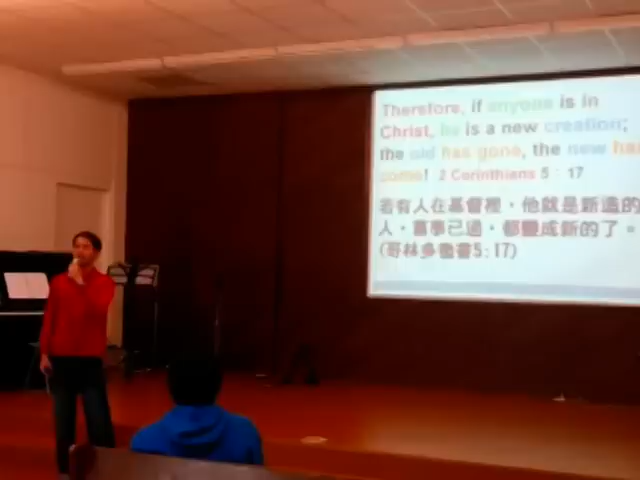 Therefore, if anyone is in
Christ, he is a new creation;
the old has gone, the new has
come! 2 Corinthians 5：17
若有人在基督裡，他就是新造的
人，舊事已過，都變成新的了。
(哥林多後書5:17)